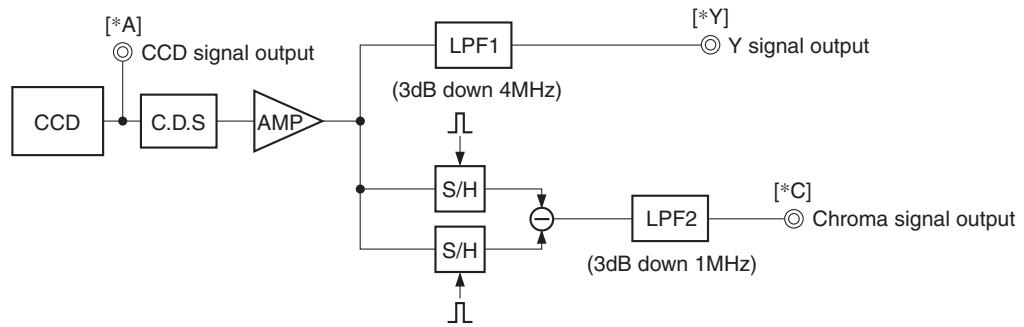 [*A]
CCD signal output
CCD
C.D.S
AMP
LPF1
(3dB down 4MHz)
[*Y]
Y signal output
S/H
S/H
LPF2
(3dB down 1MHz)
[*C]
Chroma signal output